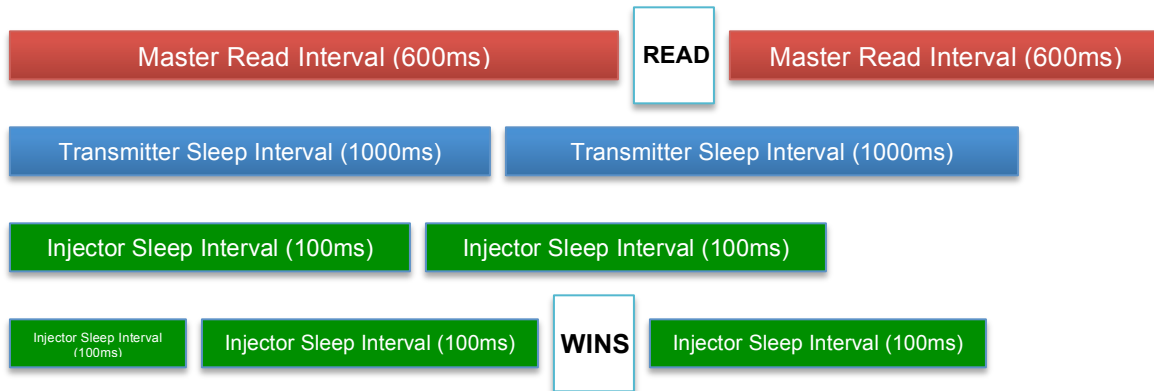 Master Read Interval (600ms)
READ
Master Read Interval (600ms)
Transmitter Sleep Interval (1000ms)
Transmitter Sleep Interval (1000ms)
Injector Sleep Interval (100ms)
Injector Sleep Interval (100ms)
Injector Sleep Interval
(100ms)
Injector Sleep Interval (100ms)
WINS
Injector Sleep Interval (100ms)